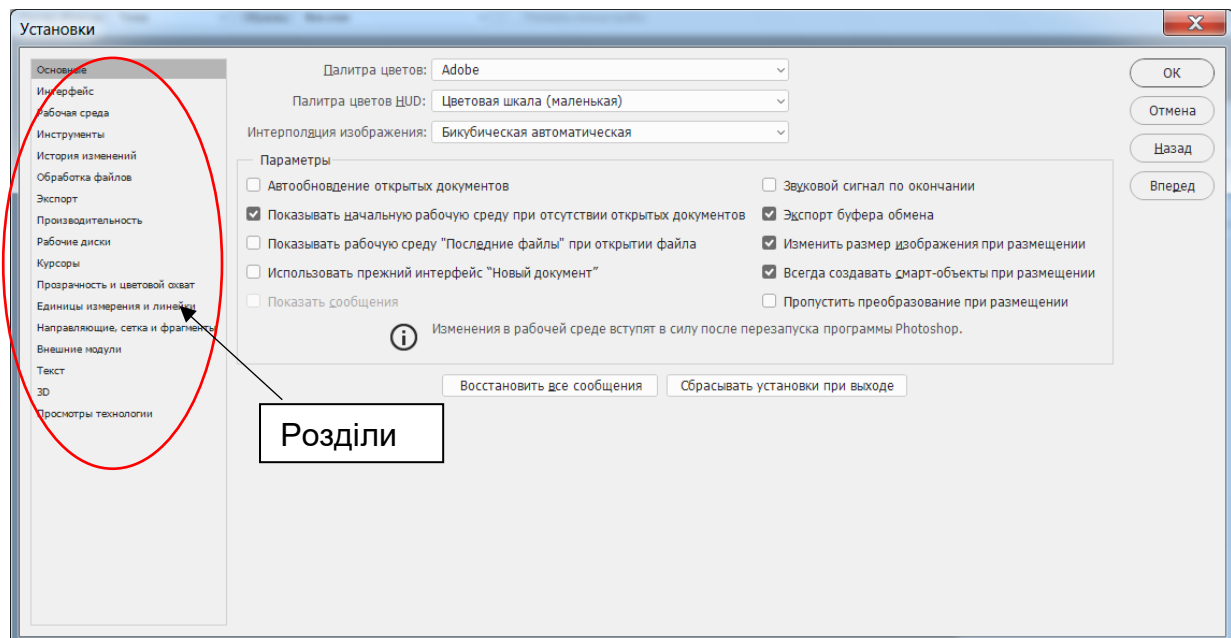 Установки
Основные
Интерфейс
Рабочая среда
Инструменты
История изменений
Обработка файлов
Экспорт
Производительность
Рабочие диски
Курсоры
Прозрачность и цветовой охват
Единицы измерения и линейки
Направляющие, сетка и фрагменты
Внешние модули
Текст
3D
Просмотры технологии
Палитра цветов: Adobe
Палитра цветов HUD: Цветовая шкала (маленькая)
Интерполяция изображения: Бикубическая автоматическая
Параметры
Автообновление открытых документов
Показывать начальную рабочую среду при отсутствии открытых документов
Показывать рабочую среду "Последние файлы" при открытии файла
Использовать прежний интерфейс "Новый документ"
Показать сообщения
Звуковой сигнал по окончании
Экспорт буфера обмена
Изменить размер изображения при размещении
Всегда создавать смарт-объекты при размещении
Пропустить преобразование при размещении
Изменения в рабочей среде вступят в силу после перезапуска программы Photoshop.
Восстановить все сообщения
Сбрасывать установки при выходе
ОК
Отмена
Назад
Вперед
Розділи